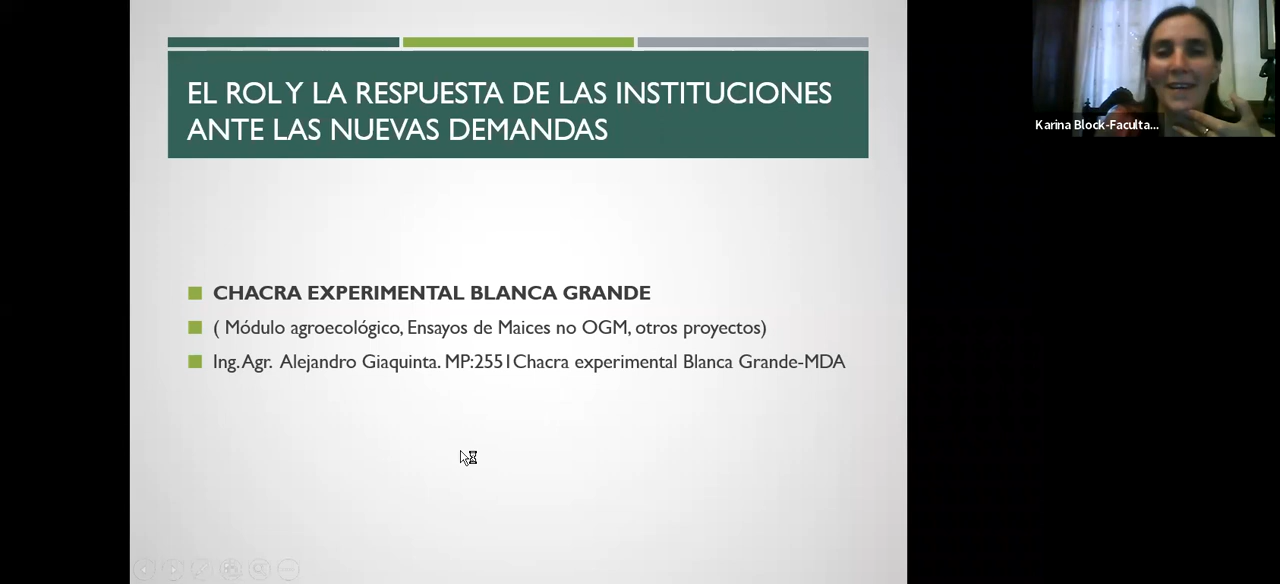 EL ROL Y LA RESPUESTA DE LAS INSTITUCIONES
ANTE LAS NUEVAS DEMANDAS
CHACRA EXPERIMENTAL BLANCA GRANDE
( Módulo agroecológico, Ensayos de Maices no OGM, otros proyectos)
Ing. Agr. Alejandro Giaquinta. MP:2551Chacra experimental Blanca Grande-MDA
Karina Block-Faculta...